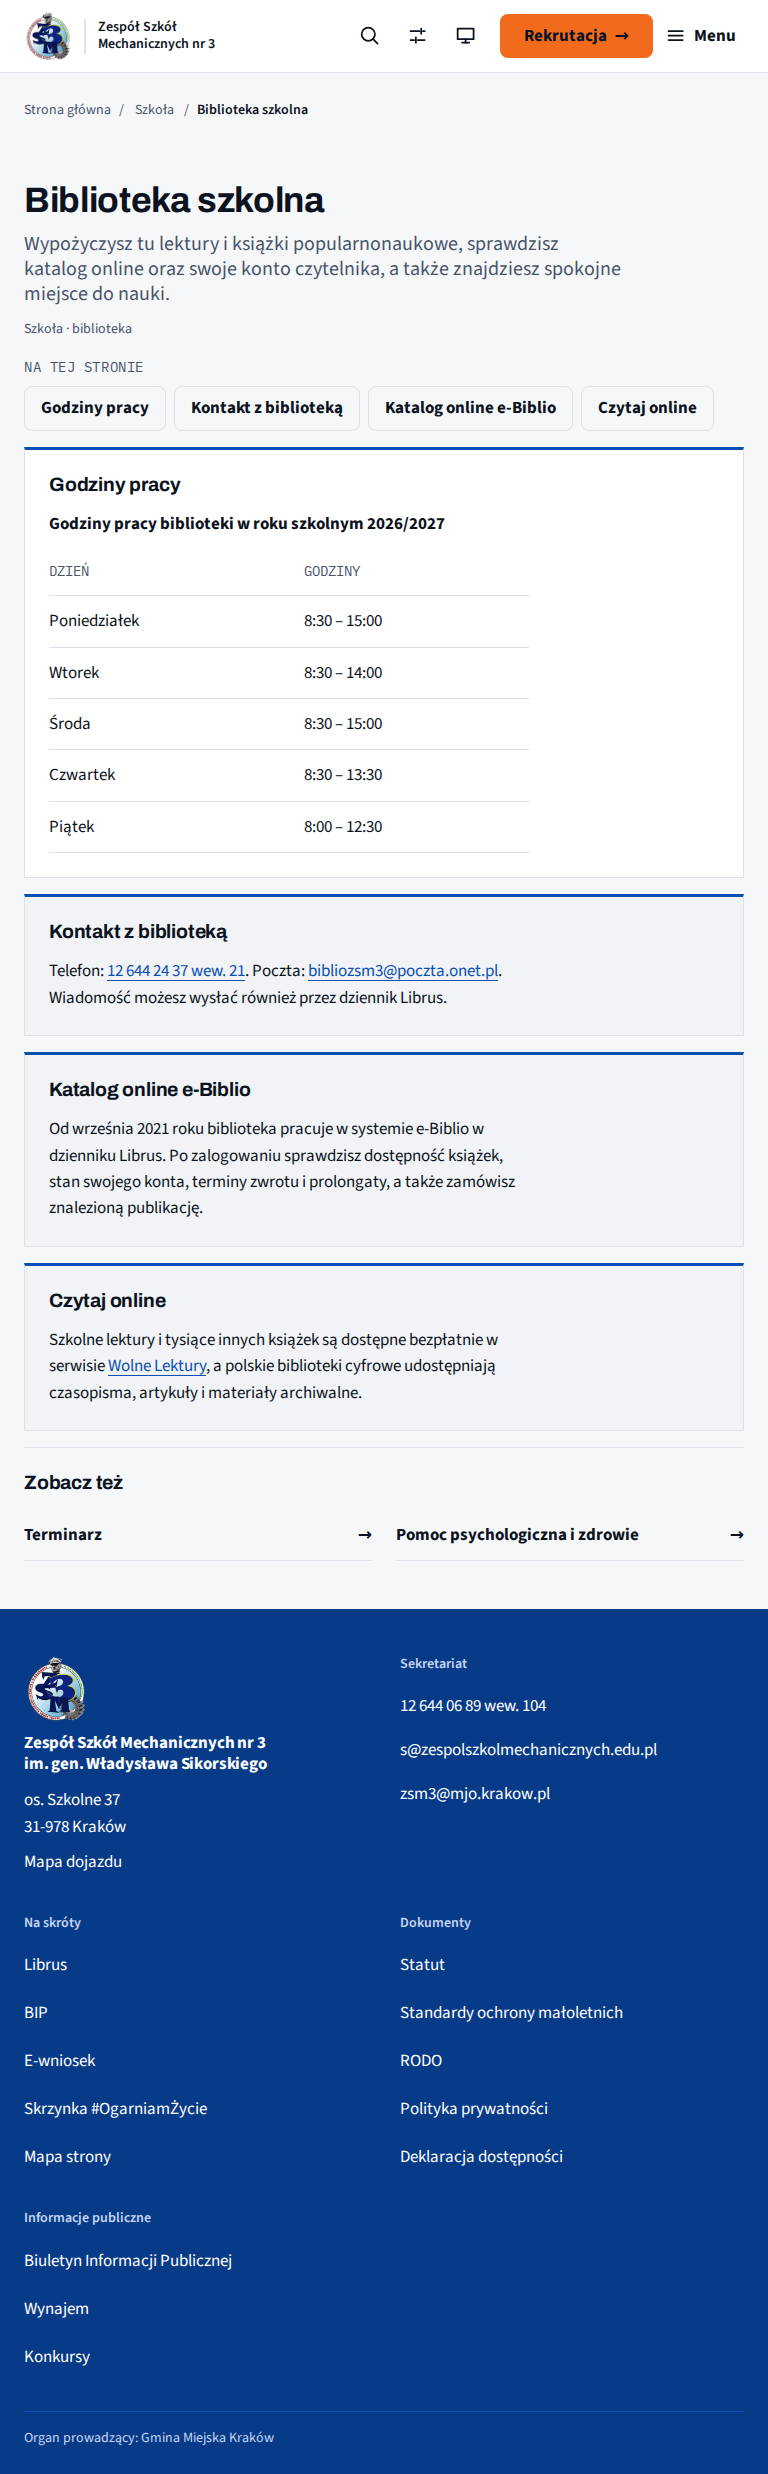 Zespół Szkół
Mechanicznych nr 3
Rekrutacja →
Menu
Strona główna / Szkoła / Biblioteka szkolna
Biblioteka szkolna
Wypożyczysz tu lektury i książki popularnonaukowe, sprawdzisz
katalog online oraz swoje konto czytelnika, a także znajdziesz spokojne
miejsce do nauki.
Szkoła · biblioteka
NA TEJ STRONIE
Godziny pracy
Kontakt z biblioteką
Katalog online e-Biblio
Czytaj online
Godziny pracy
Godziny pracy biblioteki w roku szkolnym 2026/2027
DZIEŃ GODZINY
Poniedziałek 8:30 – 15:00
Wtorek 8:30 – 14:00
Środa 8:30 – 15:00
Czwartek 8:30 – 13:30
Piątek 8:00 – 12:30
Kontakt z biblioteką
Telefon: 12 644 24 37 wew. 21. Poczta: bibliozsm3@poczta.onet.pl.
Wiadomość możesz wysłać również przez dziennik Librus.
Katalog online e-Biblio
Od września 2021 roku biblioteka pracuje w systemie e-Biblio w
dzienniku Librus. Po zalogowaniu sprawdzisz dostępność książek,
stan swojego konta, terminy zwrotu i prolongaty, a także zamówisz
znalezioną publikację.
Czytaj online
Szkolne lektury i tysiące innych książek są dostępne bezpłatnie w
serwisie Wolne Lektury, a polskie biblioteki cyfrowe udostępniają
czasopisma, artykuły i materiały archiwalne.
Zobacz też
Terminarz →
Pomoc psychologiczna i zdrowie →
Zespół Szkół Mechanicznych nr 3
im. gen. Władysława Sikorskiego
os. Szkolne 37
31-978 Kraków
Mapa dojazdu
Sekretariat
12 644 06 89 wew. 104
s@zespolszkolmechanicznych.edu.pl
zsm3@mjo.krakow.pl
Na skróty
Librus
BIP
E-wniosek
Skrzynka #OgarniamŻycie
Mapa strony
Dokumenty
Statut
Standardy ochrony małoletnich
RODO
Polityka prywatności
Deklaracja dostępności
Informacje publiczne
Biuletyn Informacji Publicznej
Wynajem
Konkursy
Organ prowadzący: Gmina Miejska Kraków